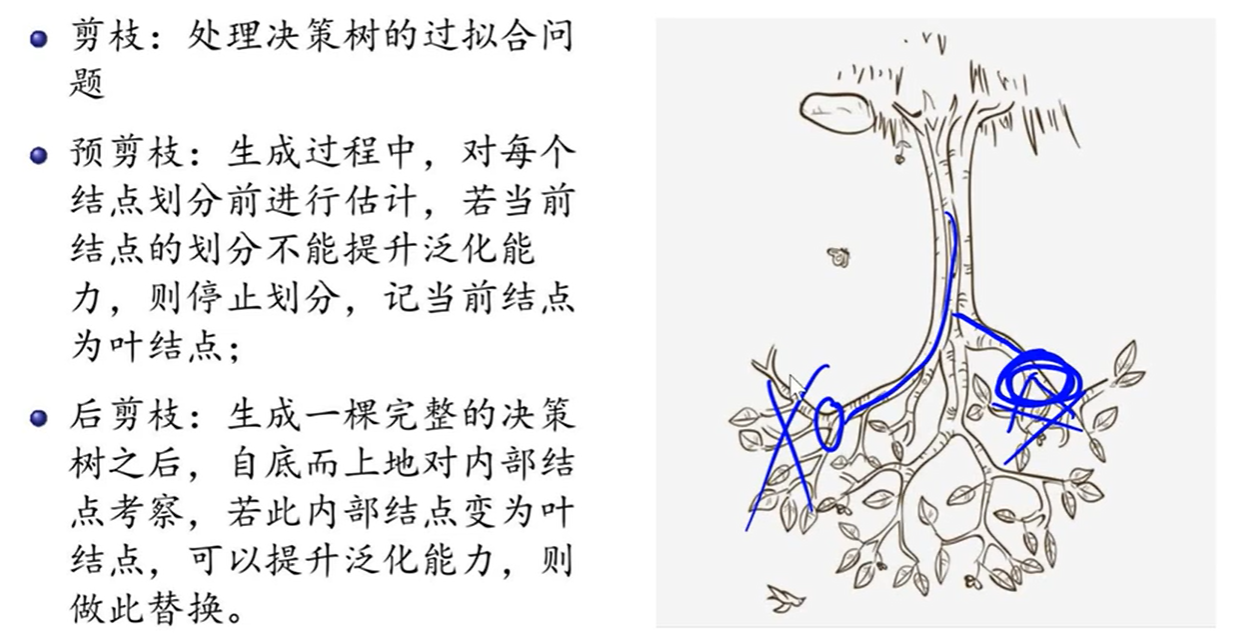 剪枝：处理决策树的过拟合问
题
预剪枝：生成过程中，对每个
结点划分前进行估计，若当前
结点的划分不能提升泛化能
力，则停止划分，记当前结点
为叶结点；
后剪枝：生成一棵完整的决策
树之后，自底而上地对内部结
点考察，若此内部结点变为叶
结点，可以提升泛化能力，则
做此替换。